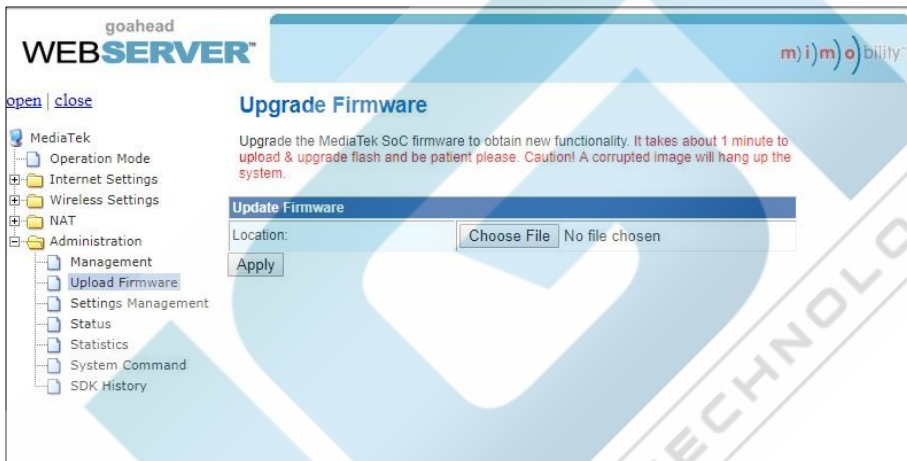 goahead
WEBSERVER™
m)i)m)o)bility™
open | close
MediaTek
Operation Mode
Internet Settings
Wireless Settings
NAT
Administration
Management
Upload Firmware
Settings Management
Status
Statistics
System Command
SDK History
Upgrade Firmware
Upgrade the MediaTek SoC firmware to obtain new functionality. It takes about 1 minute to
upload & upgrade flash and be patient please. Caution! A corrupted image will hang up the
system.
Update Firmware
Location:
Choose File No file chosen
Apply